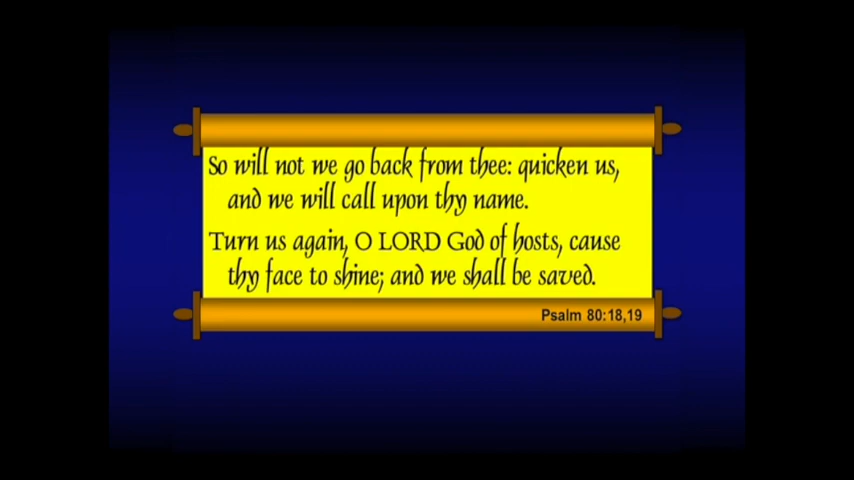 So will not we go back from thee: quicken us,
and we will call upon thy name.
Turn us again, O LORD God of hosts, cause
thy face to shine; and we shall be saved.
Psalm 80:18,19